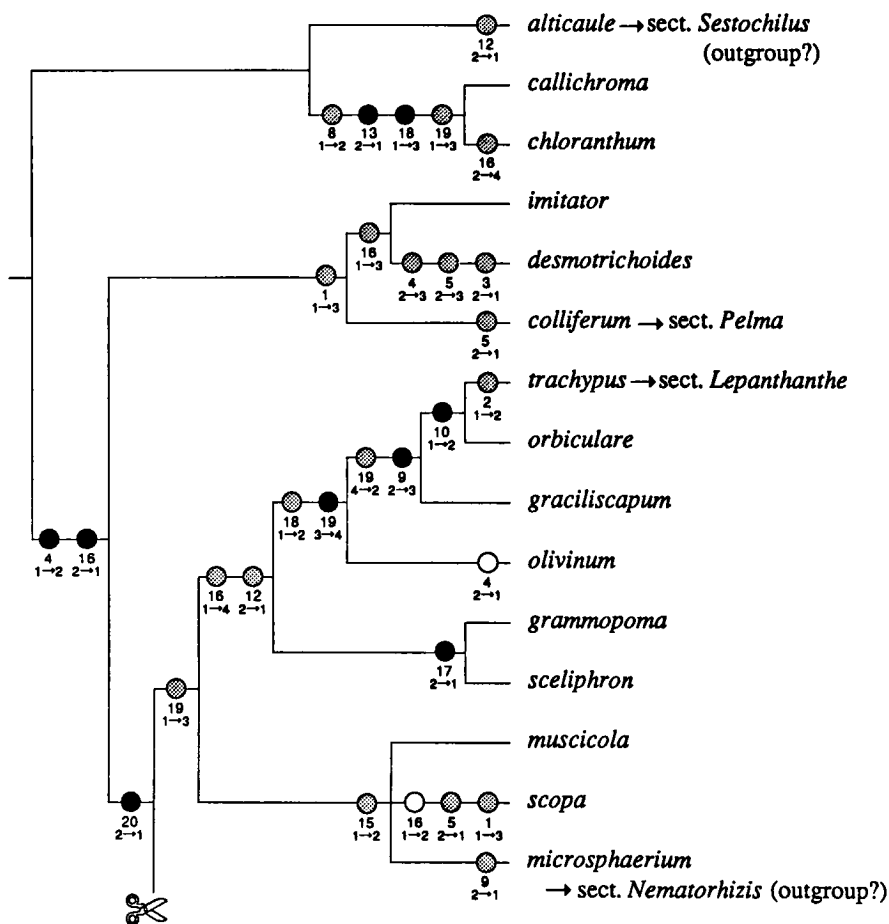 alticaule → sect. Sestochilus
12
(outgroup?)
2→1
callichroma
8 13 18 19
1→2 2→1 1→3 1→3
chloranthum
16
2→4
imitator
16
1→3
desmotrichoides
4 5 3
2→3 2→3 2→1
1
1→3
colliferum → sect. Pelma
5
2→1
trachypus → sect. Lepanthanthe
2
1→2
10
1→2
orbiculare
19 9
4→2 2→3
graciliscapum
18 19
1→2 3→4
4 16
1→2 2→1
olivinum
4
2→1
16 12
1→4 2→1
grammopoma
17
2→1
sceliphron
19
1→3
muscicola
20
2→1
scopa
15 16 5 1
1→2 1→2 2→1 1→3
microsphaerium
9
2→1
→ sect. Nematorhizis (outgroup?)